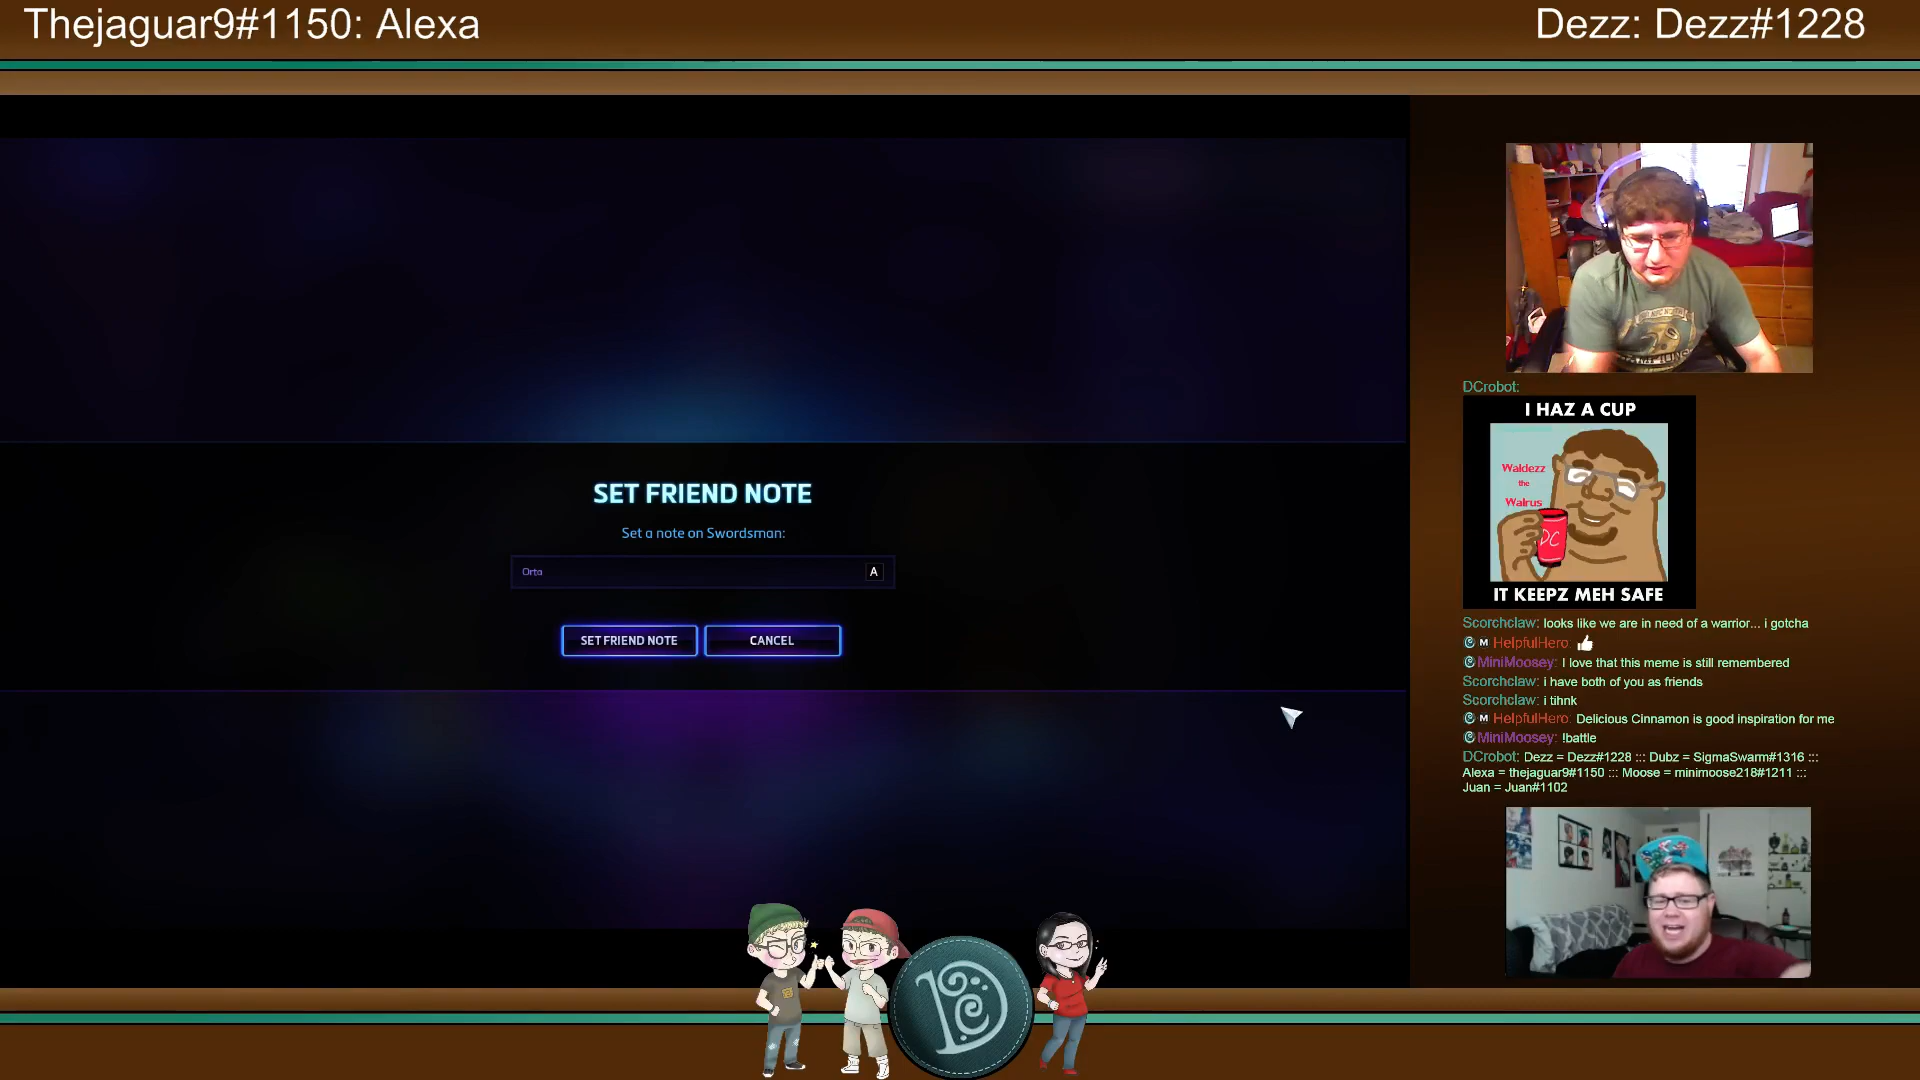 Thejaguar9#1150: Alexa
Dezz: Dezz#1228
SET FRIEND NOTE
Set a note on Swordsman:
Orta
A
SET FRIEND NOTE
CANCEL
DCrobot:
I HAZ A CUP
Waldezz
the
Walrus
DC
IT KEEPZ MEH SAFE
Scorchclaw: looks like we are in need of a warrior... i gotcha
M HelpfulHero:
MiniMoosey: I love that this meme is still remembered
Scorchclaw: i have both of you as friends
Scorchclaw: i tihnk
M HelpfulHero: Delicious Cinnamon is good inspiration for me
MiniMoosey: !battle
DCrobot: Dezz = Dezz#1228 ::: Dubz = SigmaSwarm#1316 :::
Alexa = thejaguar9#1150 ::: Moose = minimoose218#1211 :::
Juan = Juan#1102
DC